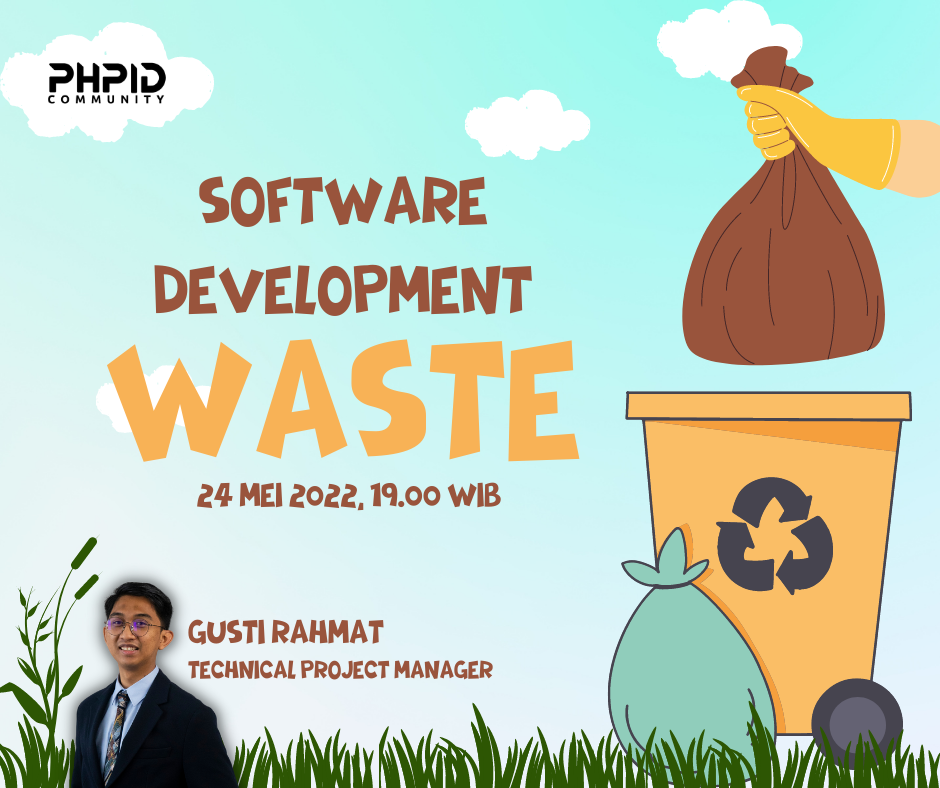 PHPID
COMMUNITY
SOFTWARE
DEVELOPMENT
WASTE
24 MEI 2022, 19.00 WIB
GUSTI RAHMAT
TECHNICAL PROJECT MANAGER